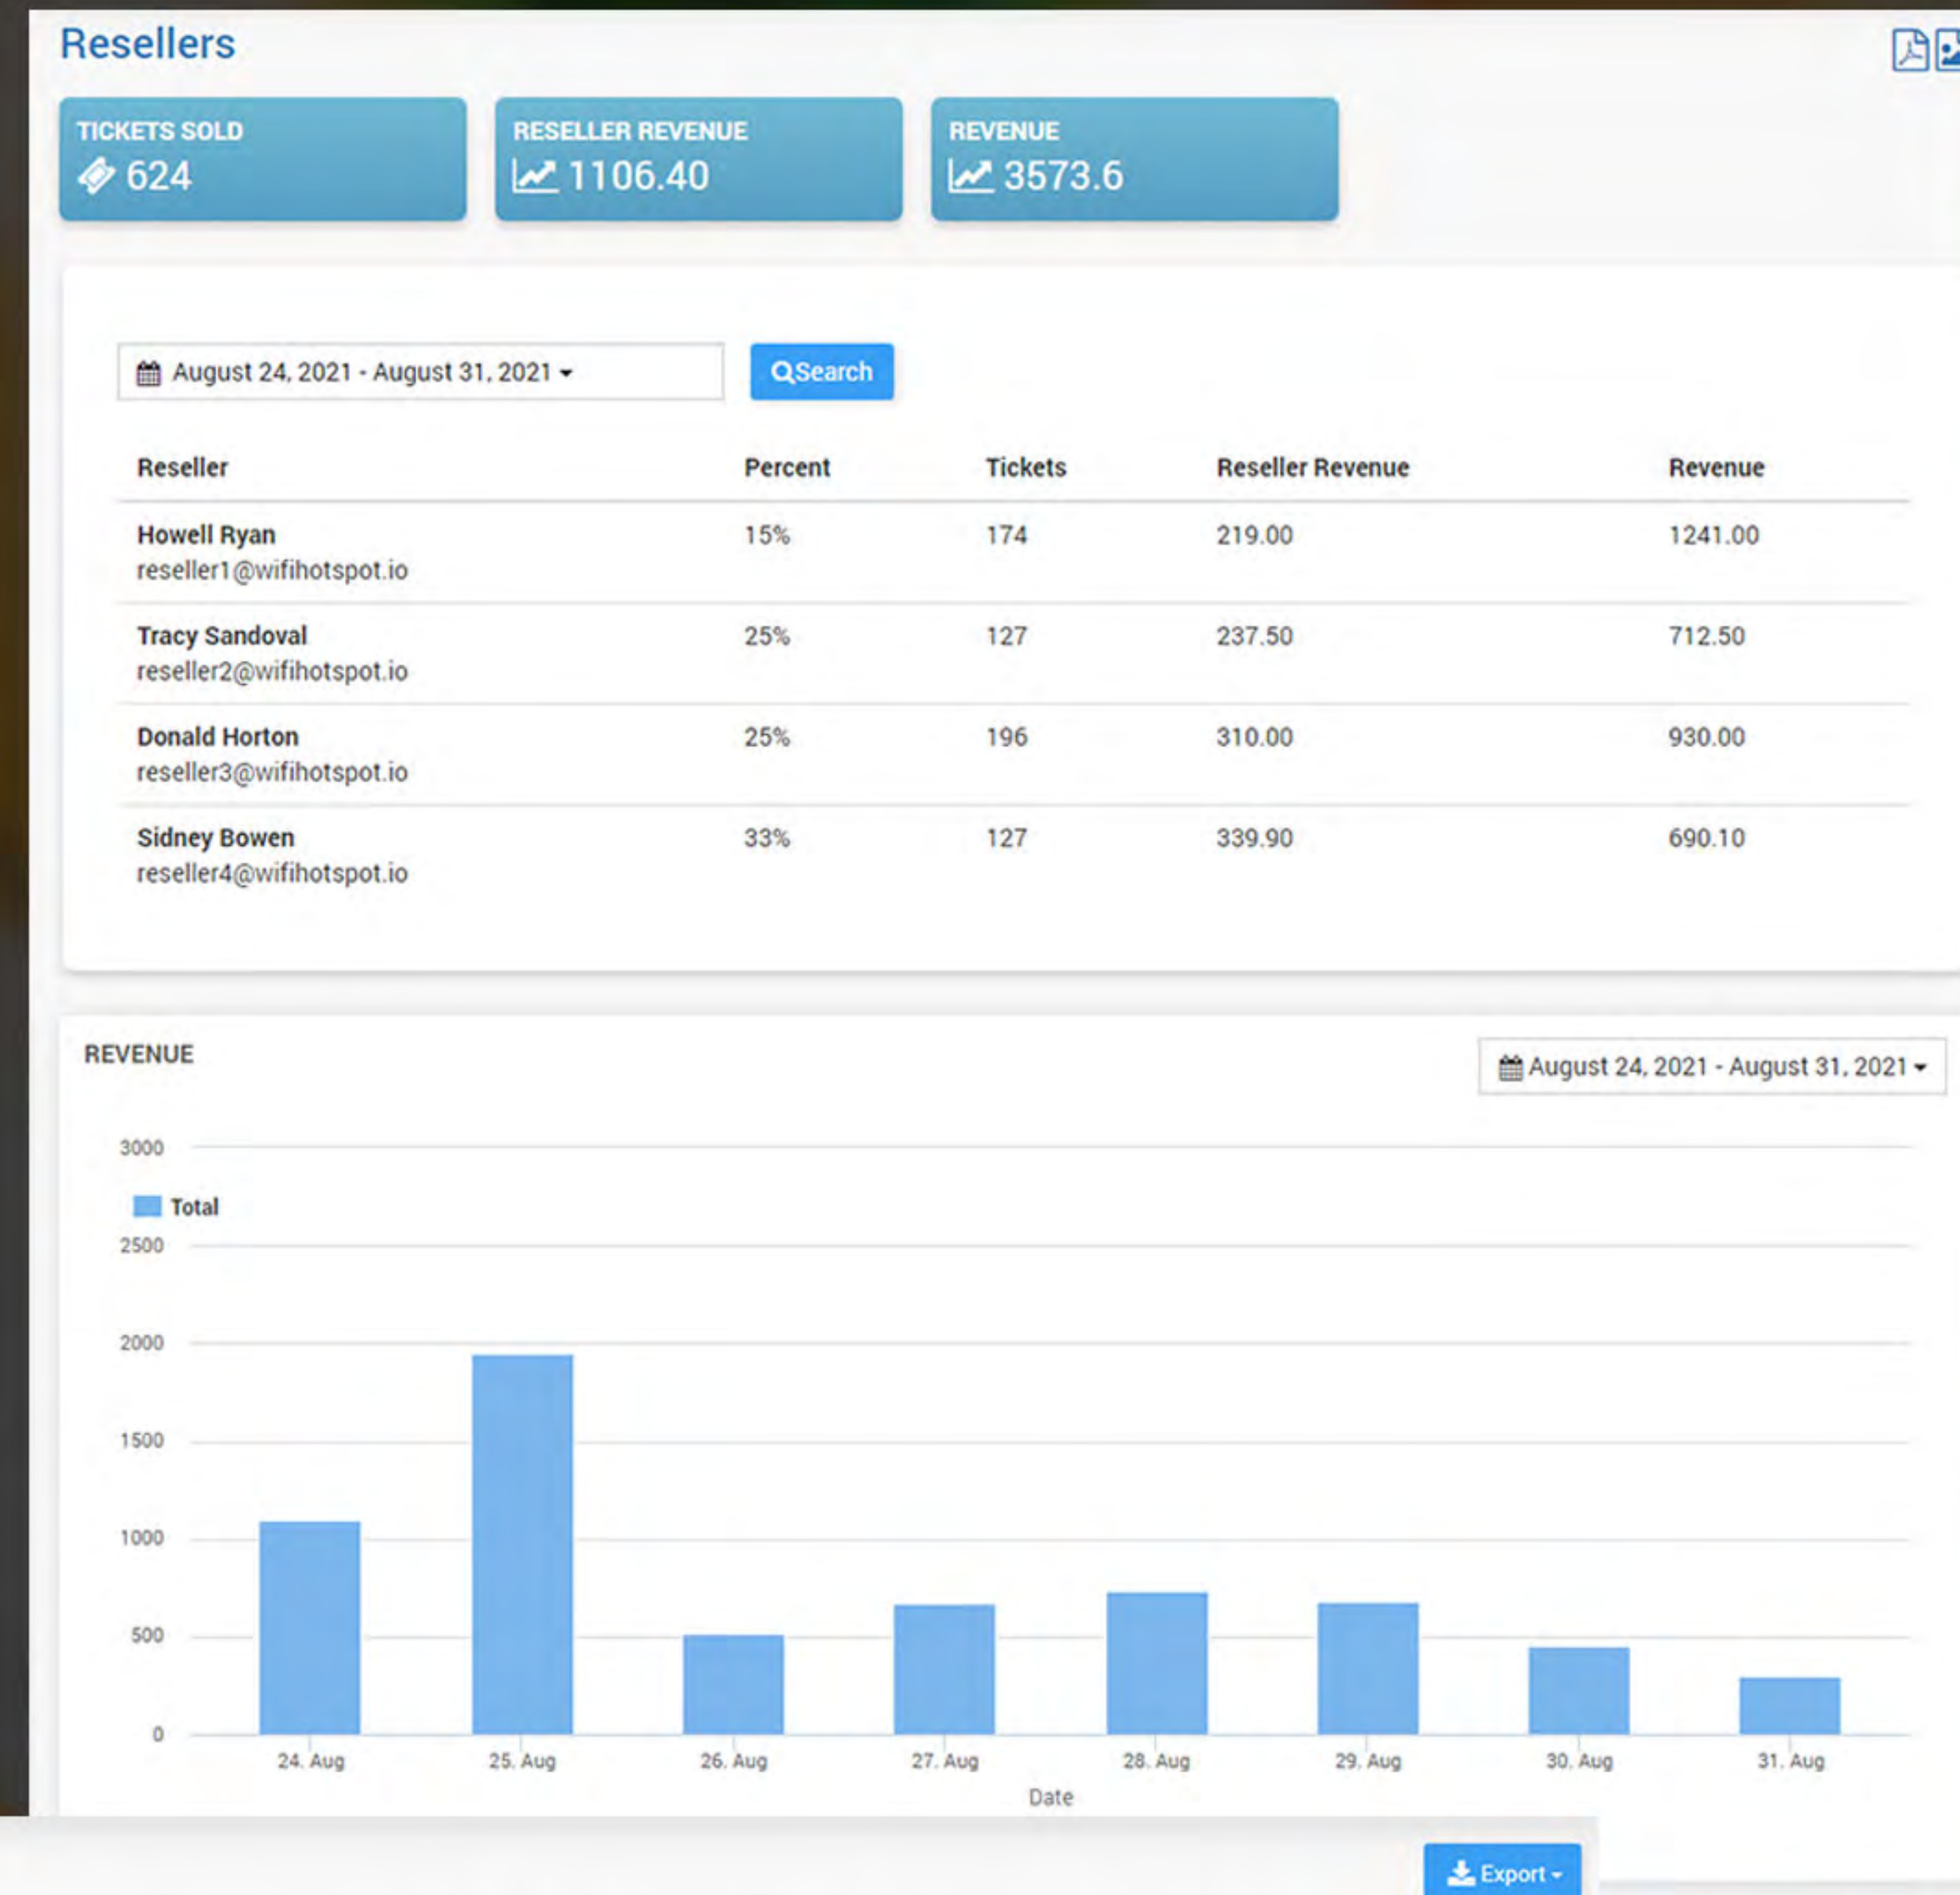 Resellers
TICKETS SOLD
624
RESELLER REVENUE
1106.40
REVENUE
3573.6
August 24, 2021 - August 31, 2021
Search
Reseller Percent Tickets Reseller Revenue Revenue
Howell Ryan 15% 174 219.00 1241.00
reseller1@wifihotspot.io
Tracy Sandoval 25% 127 237.50 712.50
reseller2@wifihotspot.io
Donald Horton 25% 196 310.00 930.00
reseller3@wifihotspot.io
Sidney Bowen 33% 127 339.90 690.10
reseller4@wifihotspot.io
REVENUE
August 24, 2021 - August 31, 2021
3000
Total
2500
2000
1500
1000
500
0
24. Aug 25. Aug 26. Aug 27. Aug 28. Aug 29. Aug 30. Aug 31. Aug
Date
Export